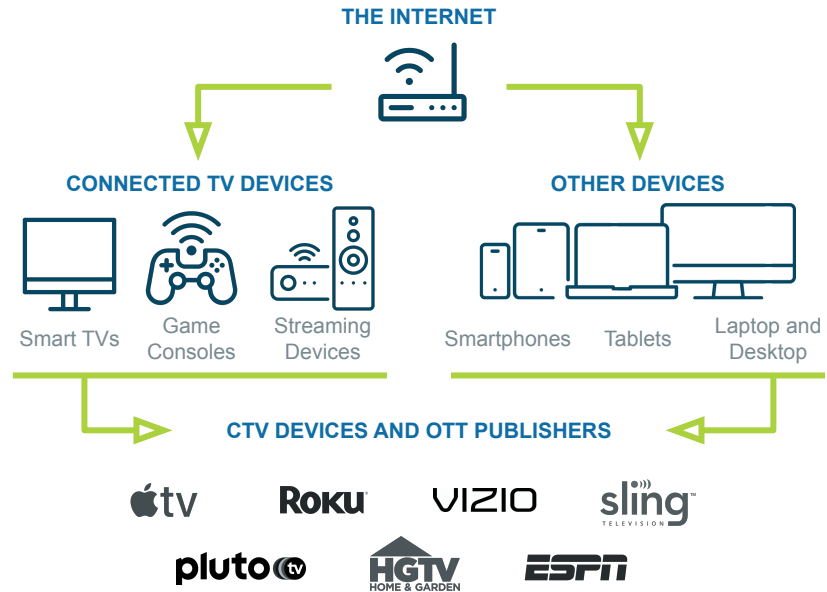 THE INTERNET
CONNECTED TV DEVICES
OTHER DEVICES
Smart TVs
Game
Consoles
Streaming
Devices
Smartphones
Tablets
Laptop and
Desktop
CTV DEVICES AND OTT PUBLISHERS
tv
ROKU
VIZIO
sling
TELEVISION
pluto tv
HGTV
HOME & GARDEN
ESPN